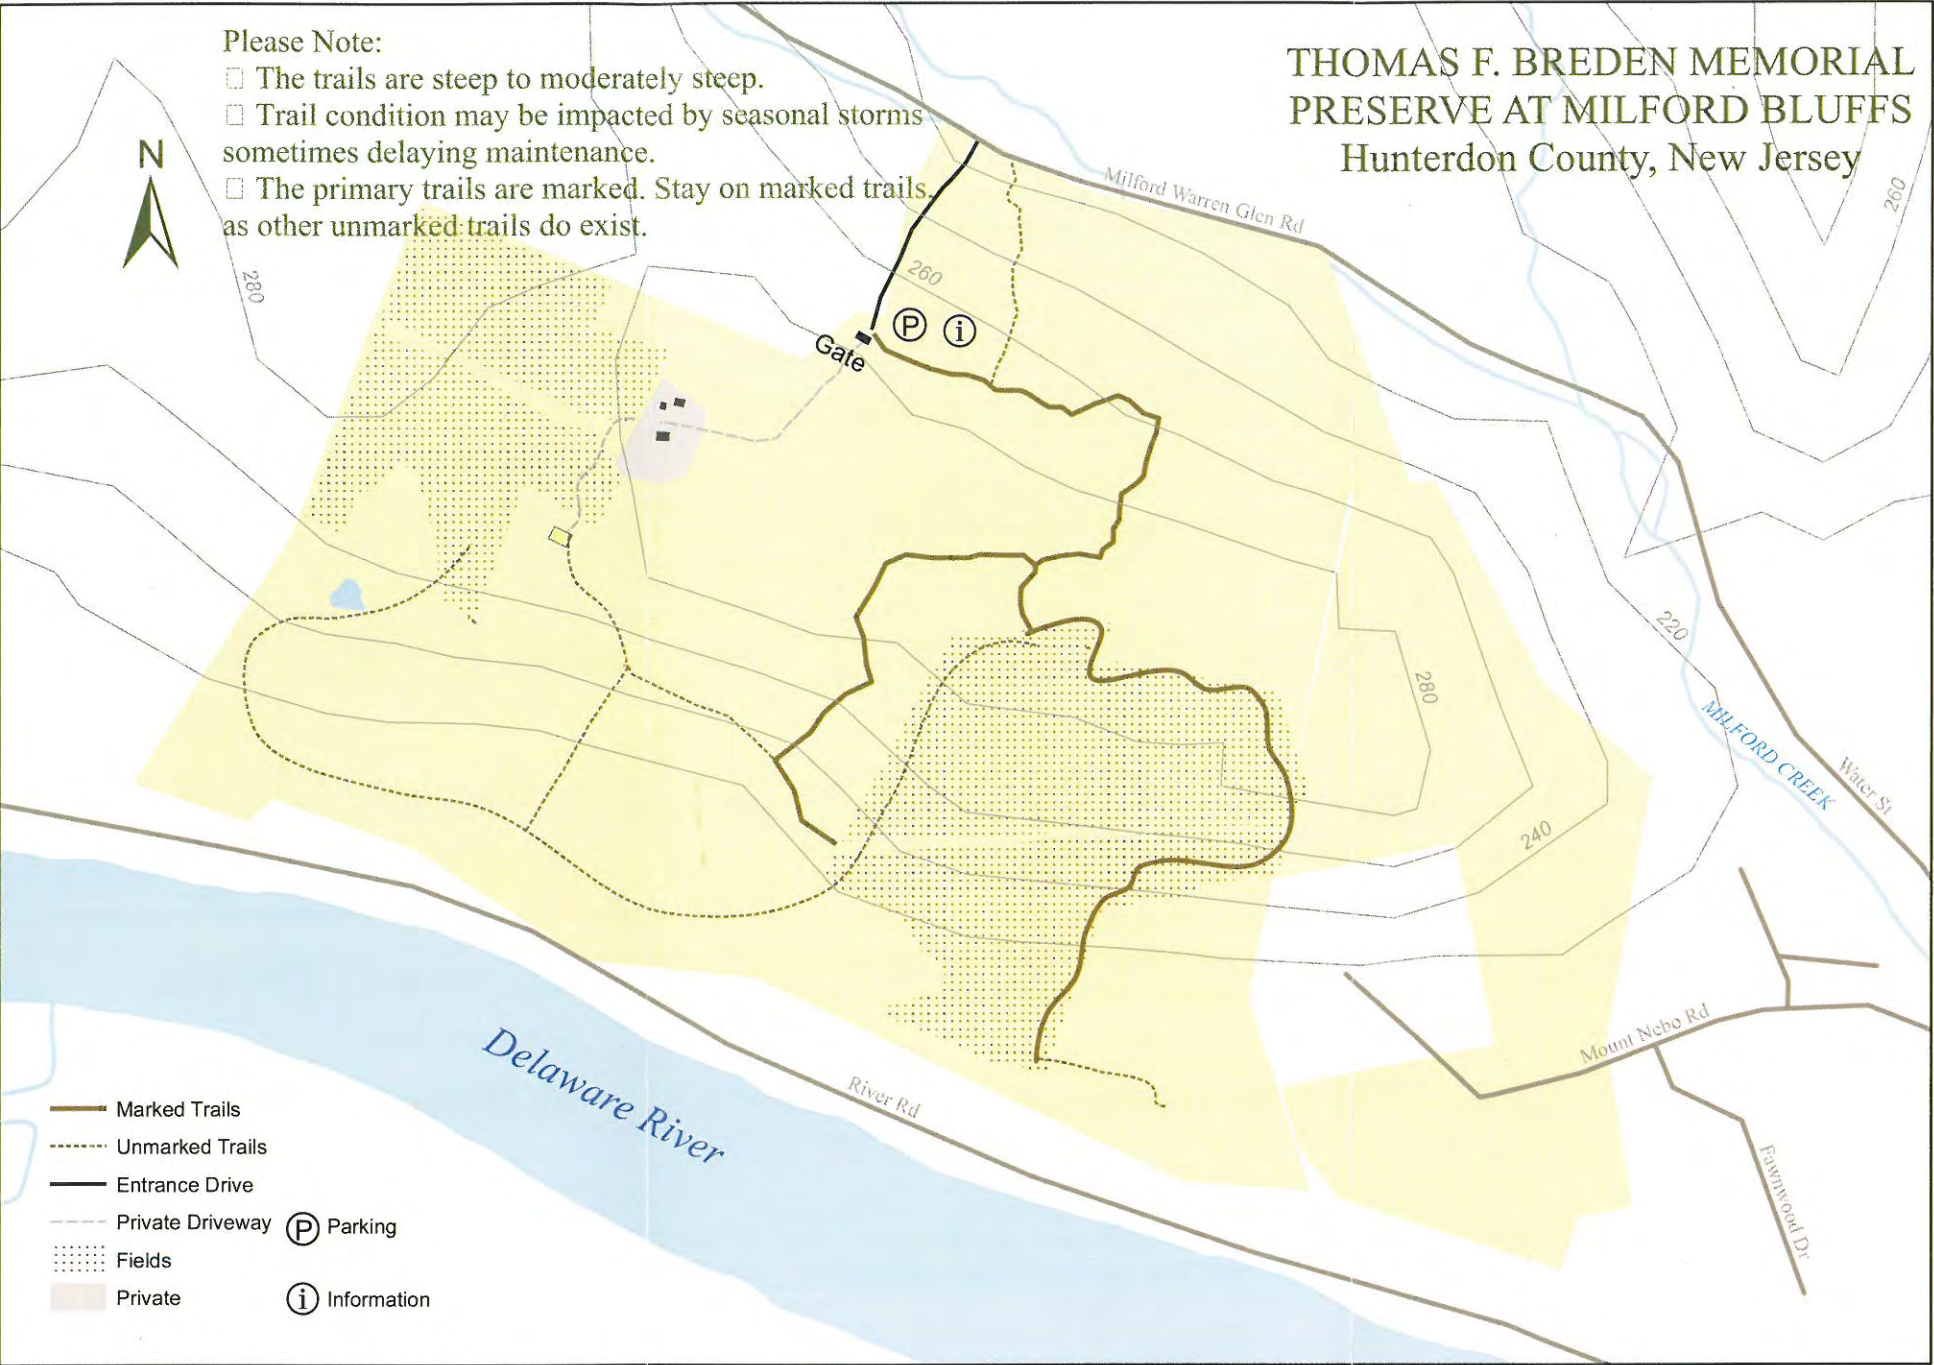 Please Note:
☐ The trails are steep to moderately steep.
☐ Trail condition may be impacted by seasonal storms
sometimes delaying maintenance.
☐ The primary trails are marked. Stay on marked trails,
as other unmarked trails do exist.
THOMAS F. BREDEN MEMORIAL
PRESERVE AT MILFORD BLUFFS
Hunterdon County, New Jersey
N
280
260
Milford Warren Glen Rd
260
P
i
Gate
220
280
MILFORD CREEK
Water St
240
Mount Nebo Rd
Fawnwood Dr
Delaware River
River Rd
Marked Trails
Unmarked Trails
Entrance Drive
Private Driveway
P Parking
Fields
Private
i Information